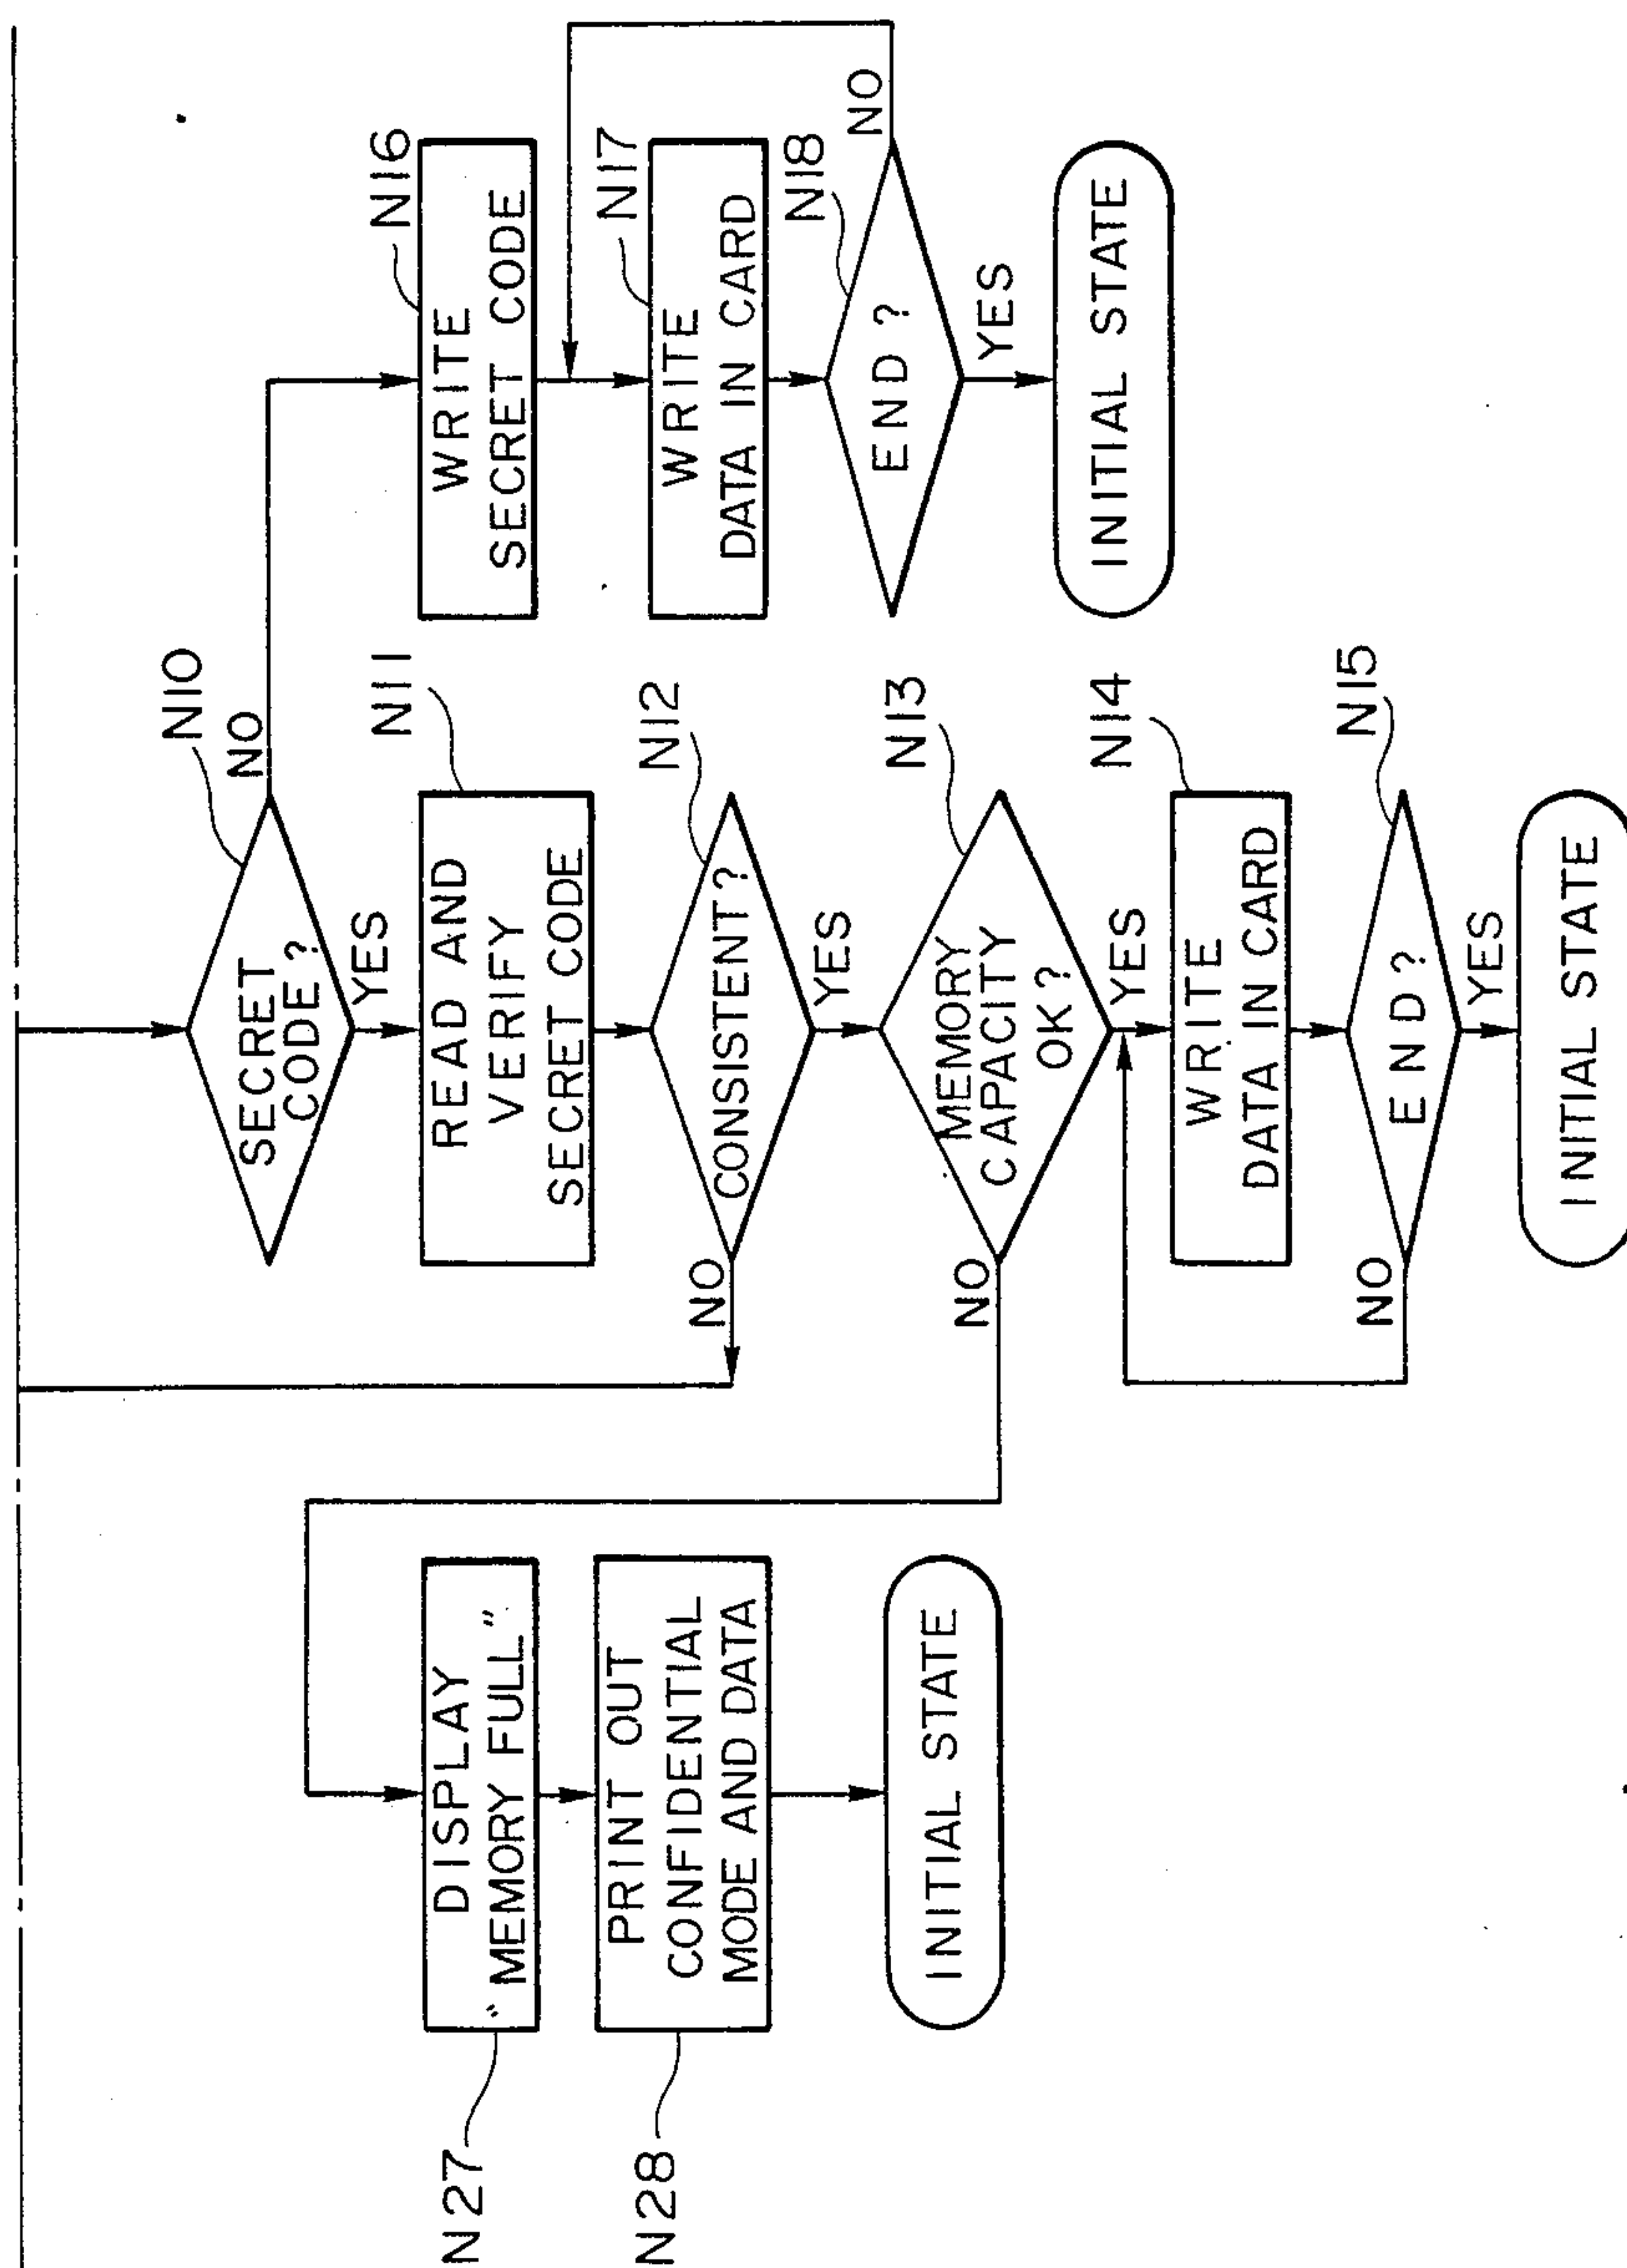 N10
SECRET
CODE?
NO
YES
N11
READ AND
VERIFY
SECRET CODE
N12
CONSISTENT?
NO
YES
N13
MEMORY
CAPACITY
OK?
NO
YES
N14
WRITE
DATA IN CARD
N15
END?
NO
YES
INITIAL STATE
N16
WRITE
SECRET CODE
N17
WRITE
DATA IN CARD
N18
END?
NO
YES
INITIAL STATE
N27
DISPLAY
"MEMORY FULL"
N28
PRINT OUT
CONFIDENTIAL
MODE AND DATA
INITIAL STATE